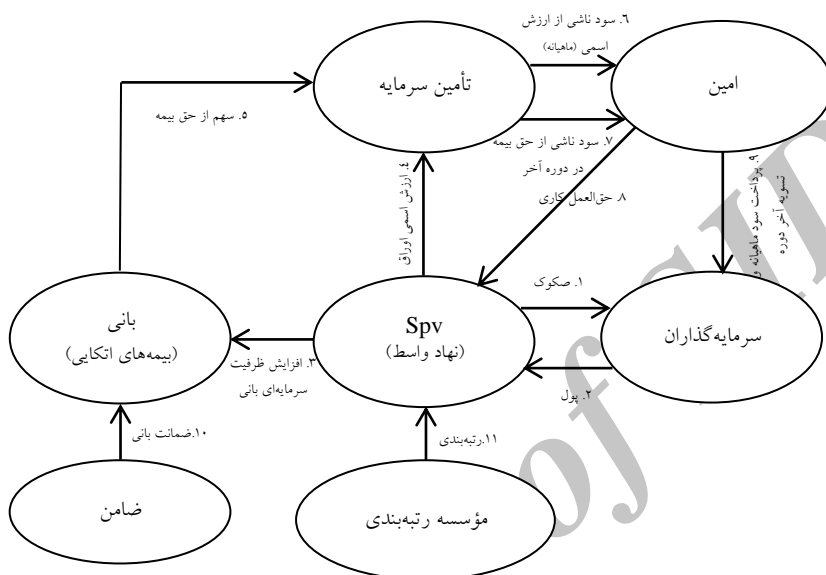 ۶. سود ناشی از ارزش
اسمی (ماهیانه)
تأمین سرمایه
امین
۵. سهم از حق بیمه
۷. سود ناشی از حق بیمه
در دوره آخر
۸. حق‌العمل‌کاری
۴. ارزش اسمی اوراق
۹. پرداخت سود ماهیانه و
تسویه آخر دوره
۱. صکوک
بانی
(بیمه‌های اتکایی)
Spv
(نهاد واسط)
سرمایه‌گذاران
۳. افزایش ظرفیت
سرمایه‌ای بانی
۲. پول
۱۰.ضمانت بانی
۱۱.رتبه‌بندی
ضامن
مؤسسه رتبه‌بندی
of SID